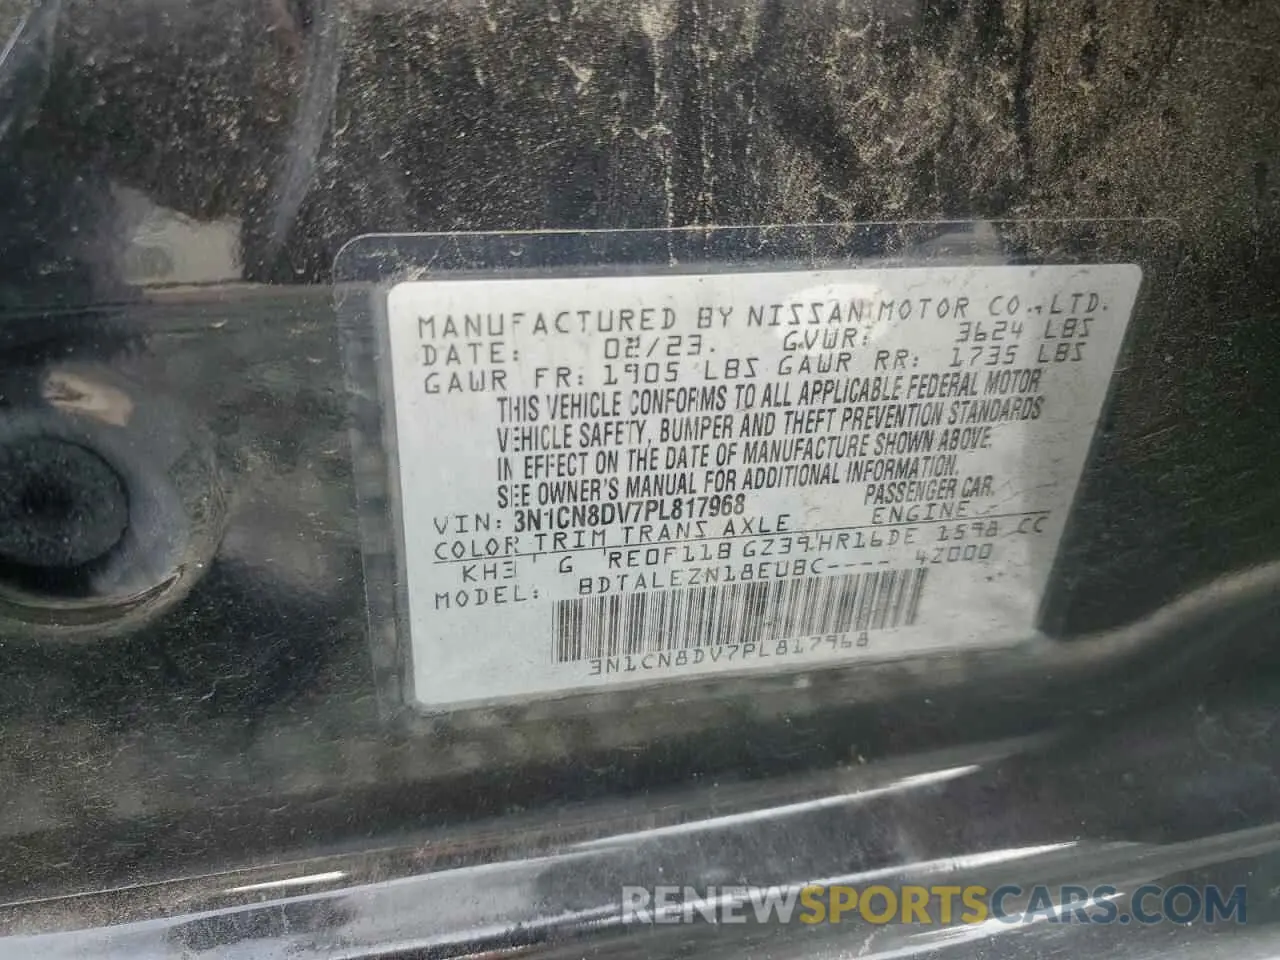 MANUFACTURED BY NISSAN MOTOR CO., LTD.
DATE: 02/23. GVWR: 3624 LBS
GAWR FR: 1905 LBS GAWR RR: 1735 LBS
THIS VEHICLE CONFORMS TO ALL APPLICABLE FEDERAL MOTOR
VEHICLE SAFETY, BUMPER AND THEFT PREVENTION STANDARDS
IN EFFECT ON THE DATE OF MANUFACTURE SHOWN ABOVE.
SEE OWNER'S MANUAL FOR ADDITIONAL INFORMATION.
VIN: 3N1CN8DV7PL817968 PASSENGER CAR.
COLOR TRIM TRANS AXLE ENGINE
KH3 G RE0F11B GZ39 HR16DE 1598 CC
MODEL: BDTALEZN18EUBC---- 4Z000
3N1CN8DV7PL817968
RENEWSPORTSCARS.COM